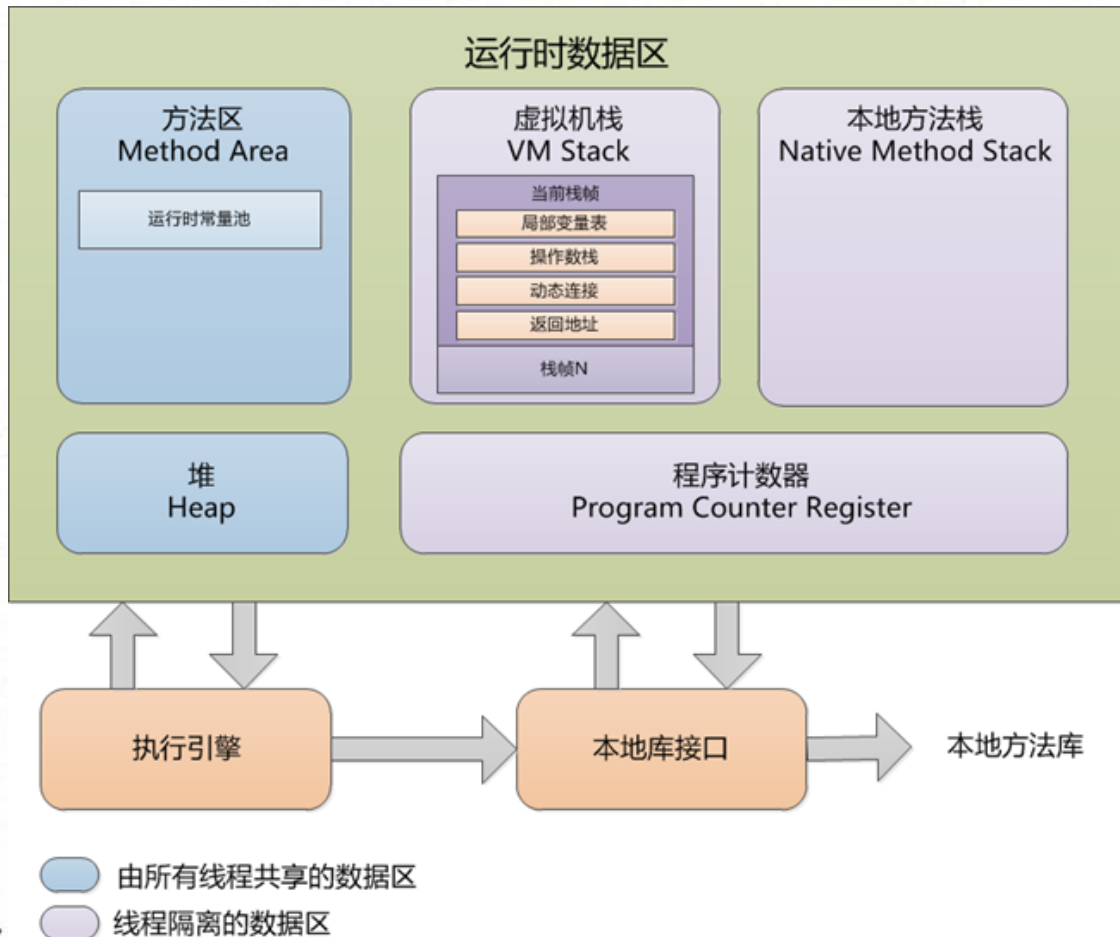 运行时数据区
方法区
Method Area
运行时常量池
虚拟机栈
VM Stack
当前栈帧
局部变量表
操作数栈
动态连接
返回地址
栈帧N
本地方法栈
Native Method Stack
堆
Heap
程序计数器
Program Counter Register
执行引擎
本地库接口
本地方法库
由所有线程共享的数据区
线程隔离的数据区